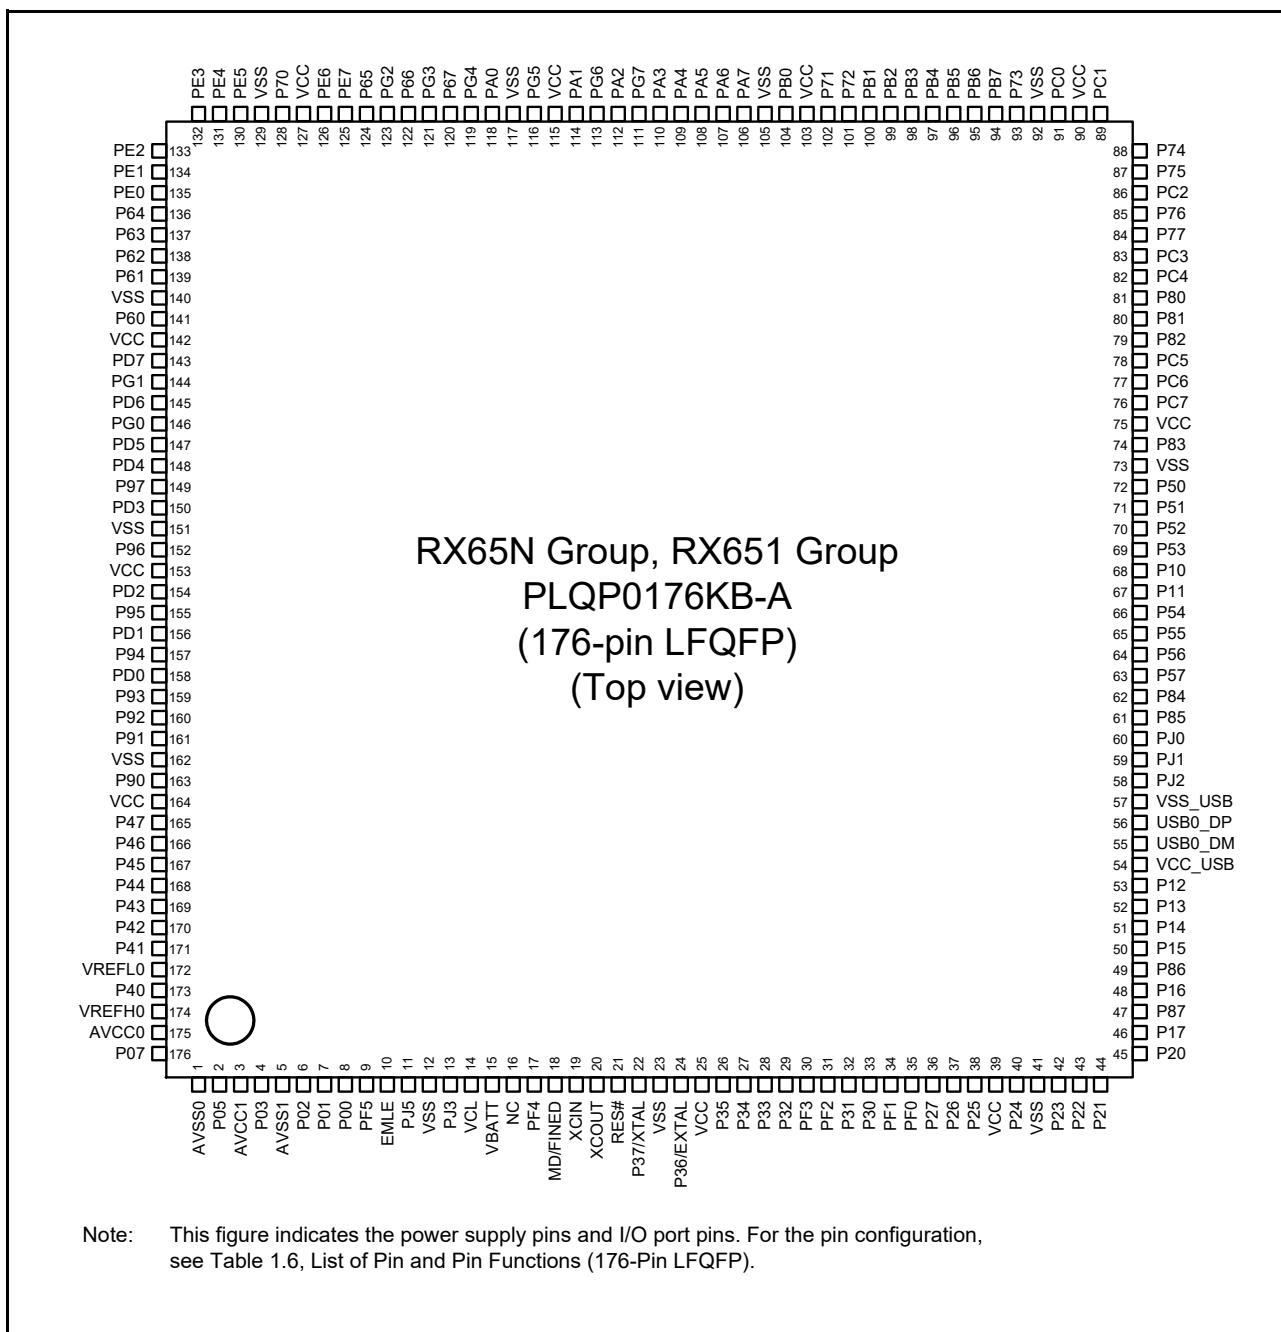 PE3 PE4 PE5 VSS P70 VCC PE6 PE7 P65 PG2 P66 PG3 P67 PG4 PA0 VSS PG5 VCC PA1 PG6 PA2 PG7 PA3 PA4 PA5 PA6 PA7 VSS PB0 VCC P71 P72 PB1 PB2 PB3 PB4 PB5 PB6 PB7 P73 VSS PC0 VCC PC1
132 131 130 129 128 127 126 125 124 123 122 121 120 119 118 117 116 115 114 113 112 111 110 109 108 107 106 105 104 103 102 101 100 99 98 97 96 95 94 93 92 91 90 89
PE2 133 88 P74
PE1 134 87 P75
PE0 135 86 PC2
P64 136 85 P76
P63 137 84 P77
P62 138 83 PC3
P61 139 82 PC4
VSS 140 81 P80
P60 141 80 P81
VCC 142 79 P82
PD7 143 78 PC5
PG1 144 77 PC6
PD6 145 76 PC7
PG0 146 75 VCC
PD5 147 74 P83
PD4 148 73 VSS
P97 149 72 P50
PD3 150 71 P51
VSS 151 70 P52
P96 152 69 P53
VCC 153 68 P10
PD2 154 67 P11
P95 155 66 P54
PD1 156 65 P55
P94 157 64 P56
PD0 158 63 P57
P93 159 62 P84
P92 160 61 P85
P91 161 60 PJ0
VSS 162 59 PJ1
P90 163 58 PJ2
VCC 164 57 VSS_USB
P47 165 56 USB0_DP
P46 166 55 USB0_DM
P45 167 54 VCC_USB
P44 168 53 P12
P43 169 52 P13
P42 170 51 P14
P41 171 50 P15
VREFL0 172 49 P86
P40 173 48 P16
VREFH0 174 47 P87
AVCC0 175 46 P17
P07 176 45 P20
RX65N Group, RX651 Group
PLQP0176KB-A
(176-pin LFQFP)
(Top view)
1 2 3 4 5 6 7 8 9 10 11 12 13 14 15 16 17 18 19 20 21 22 23 24 25 26 27 28 29 30 31 32 33 34 35 36 37 38 39 40 41 42 43 44
AVSS0 P05 AVCC1 P03 AVSS1 P02 P01 P00 PF5 EMLE PJ5 VSS PJ3 VCL VBATT NC PF4 MD/FINED XCIN XCOUT RES# P37/XTAL VSS P36/EXTAL VCC P35 P34 P33 P32 PF3 PF2 P31 P30 PF1 PF0 P27 P26 P25 VCC P24 VSS P23 P22 P21
Note: This figure indicates the power supply pins and I/O port pins. For the pin configuration,
see Table 1.6, List of Pin and Pin Functions (176-Pin LFQFP).